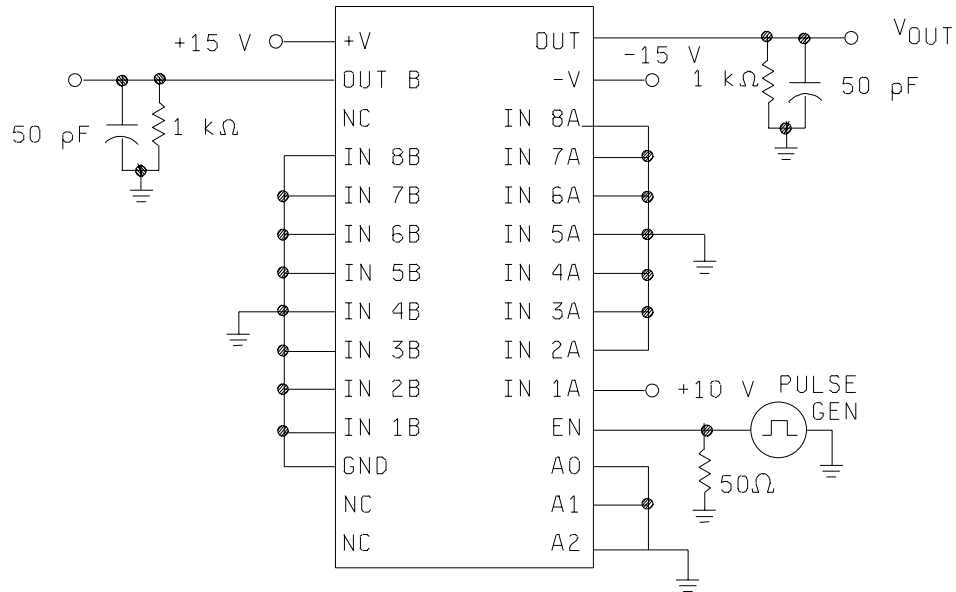 +15 V
+V
OUT
-15 V
VOUT
OUT B
-V
1 kΩ
50 pF
50 pF
1 kΩ
NC
IN 8A
IN 8B
IN 7A
IN 7B
IN 6A
IN 6B
IN 5A
IN 5B
IN 4A
IN 4B
IN 3A
IN 3B
IN 2A
IN 2B
IN 1A
+10 V
PULSE
GEN
IN 1B
EN
GND
A0
50Ω
NC
A1
NC
A2